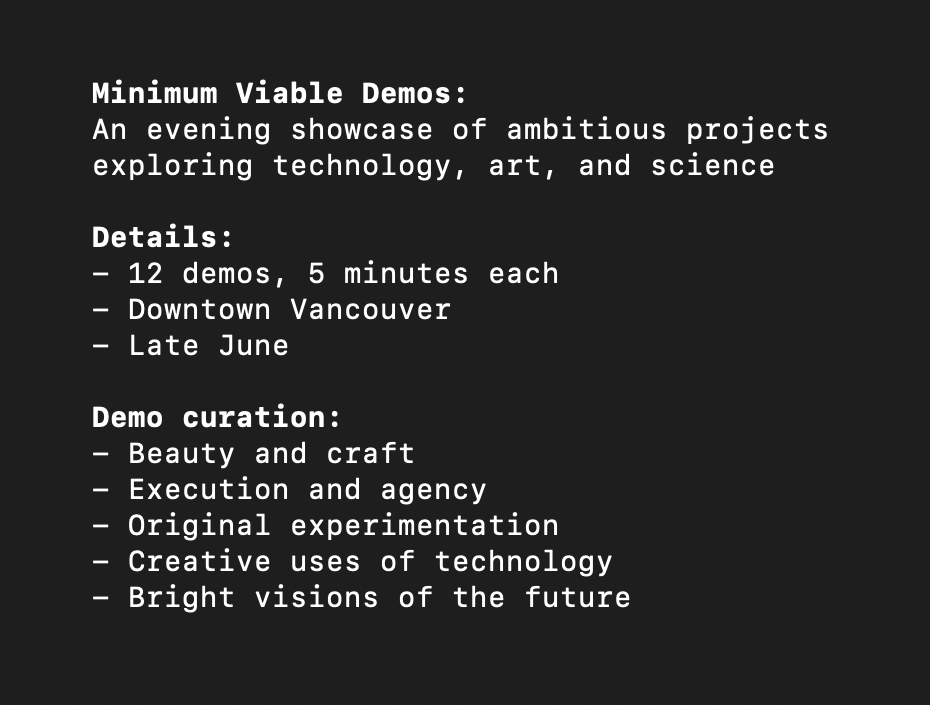 Minimum Viable Demos:
An evening showcase of ambitious projects
exploring technology, art, and science
Details:
– 12 demos, 5 minutes each
– Downtown Vancouver
– Late June
Demo curation:
– Beauty and craft
– Execution and agency
– Original experimentation
– Creative uses of technology
– Bright visions of the future